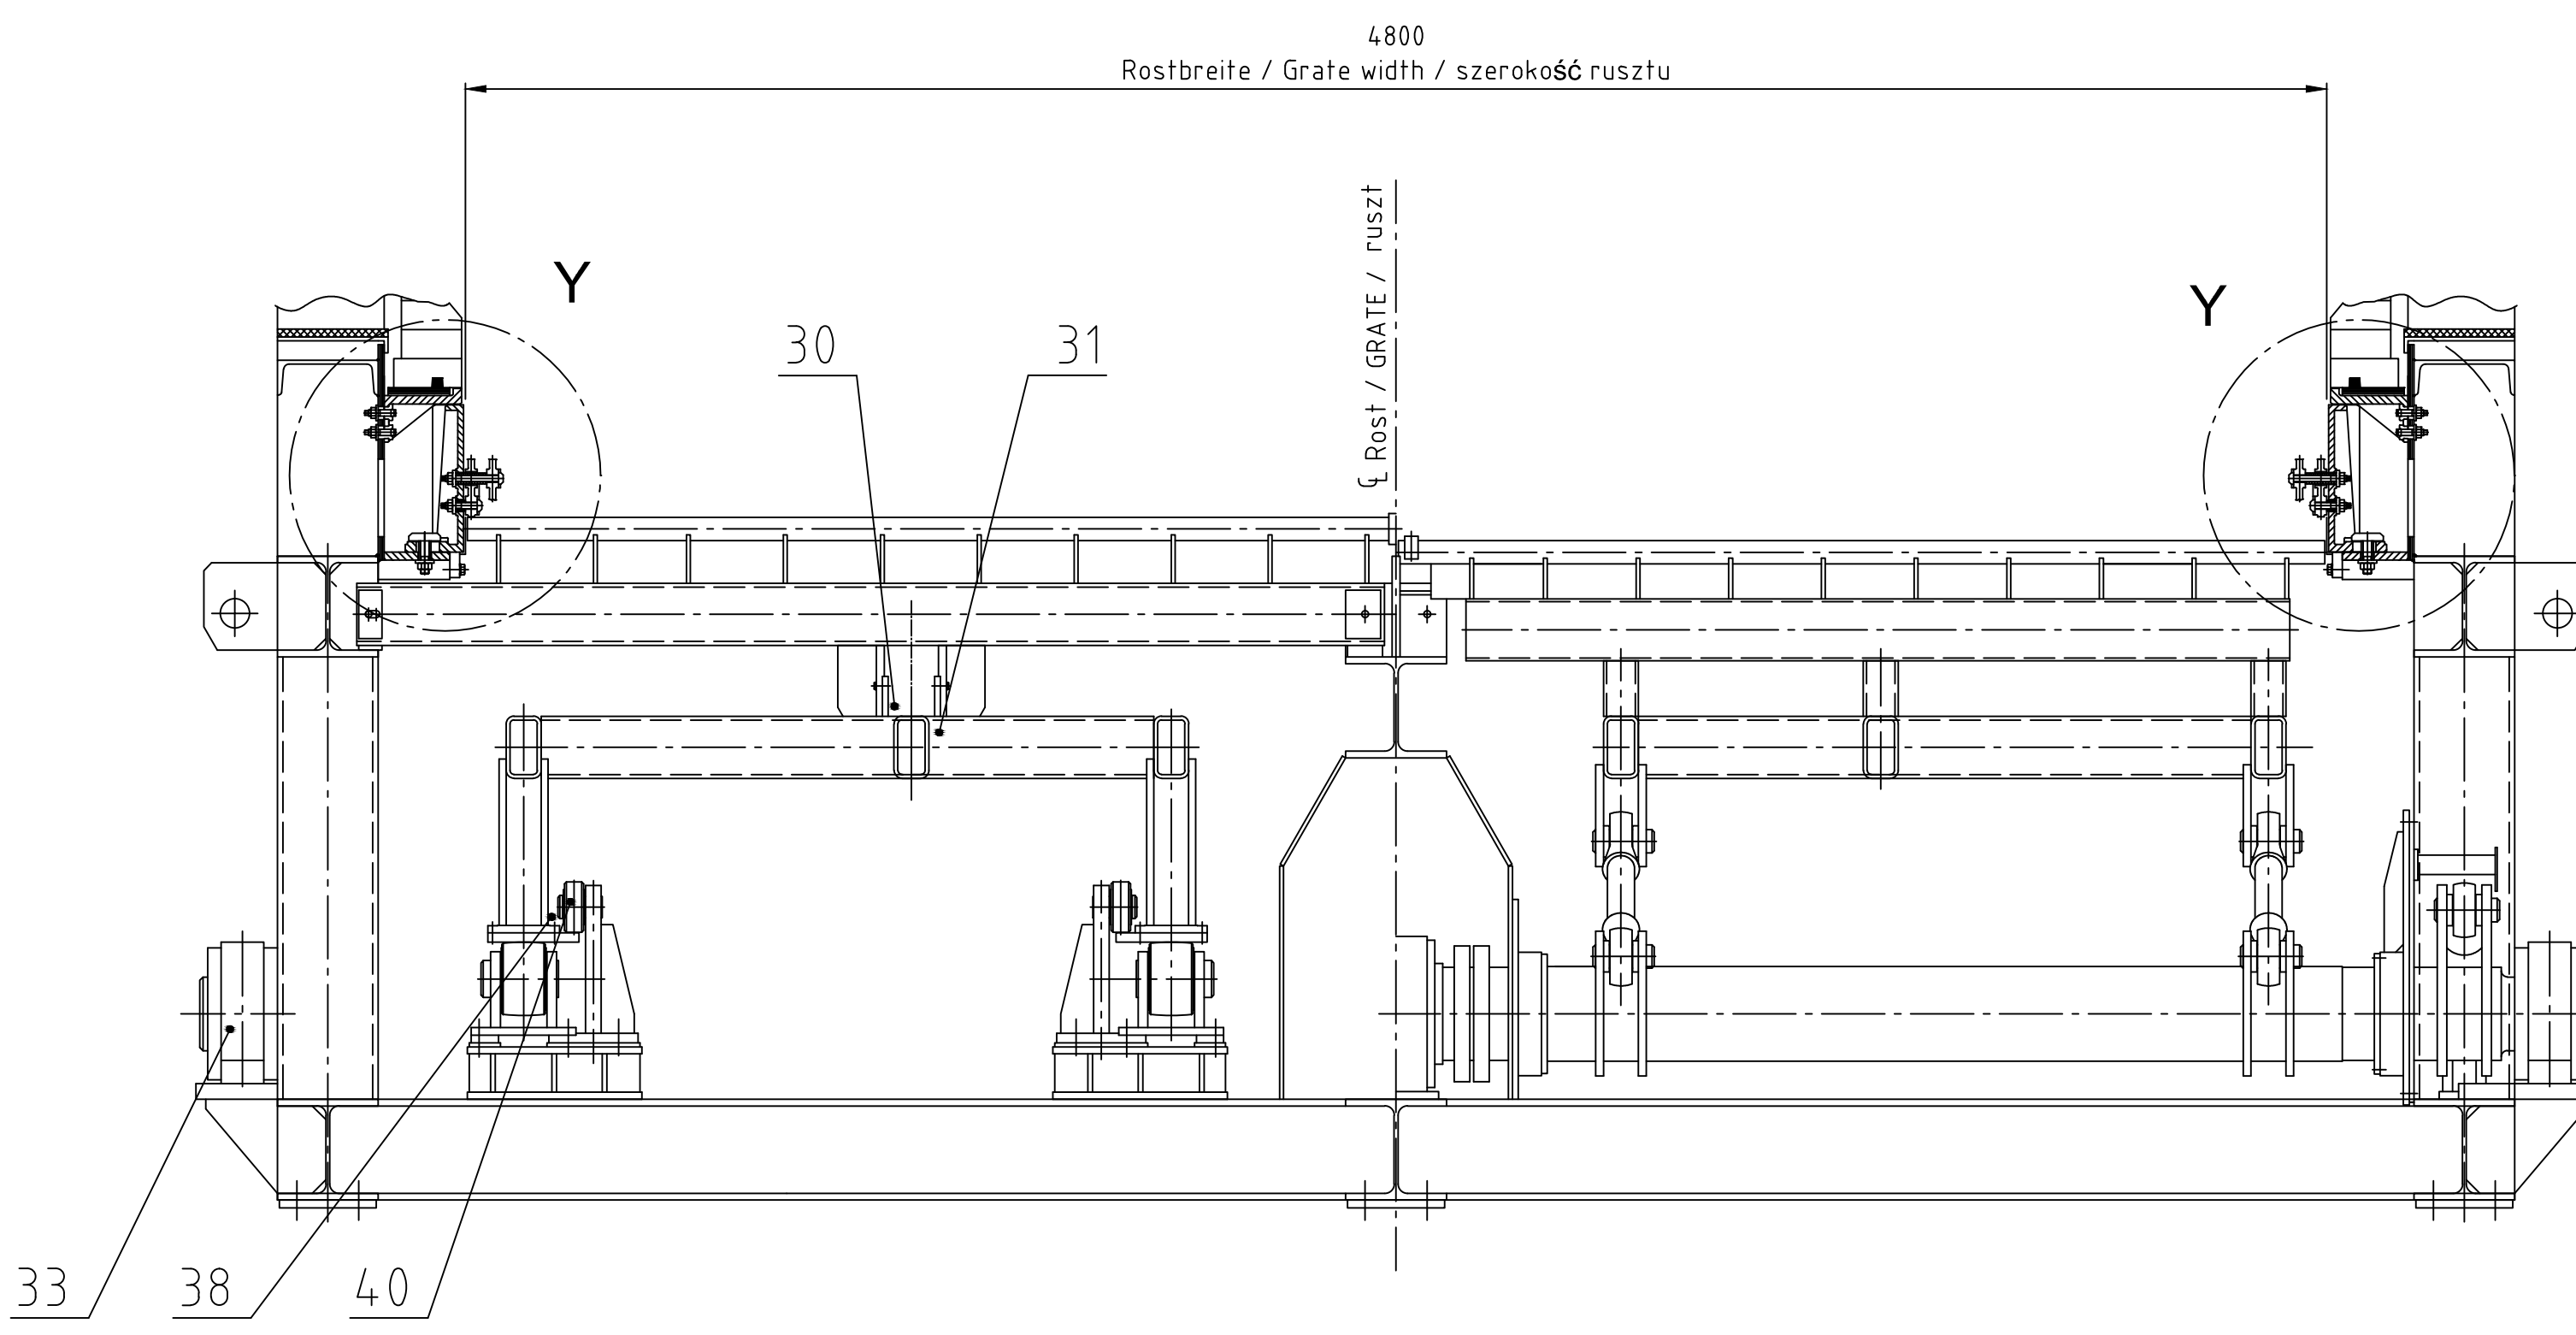 4800
Rostbreite / Grate width / szerokość rusztu
℄ Rost / GRATE / ruszt
Y
Y
30
31
33
38
40